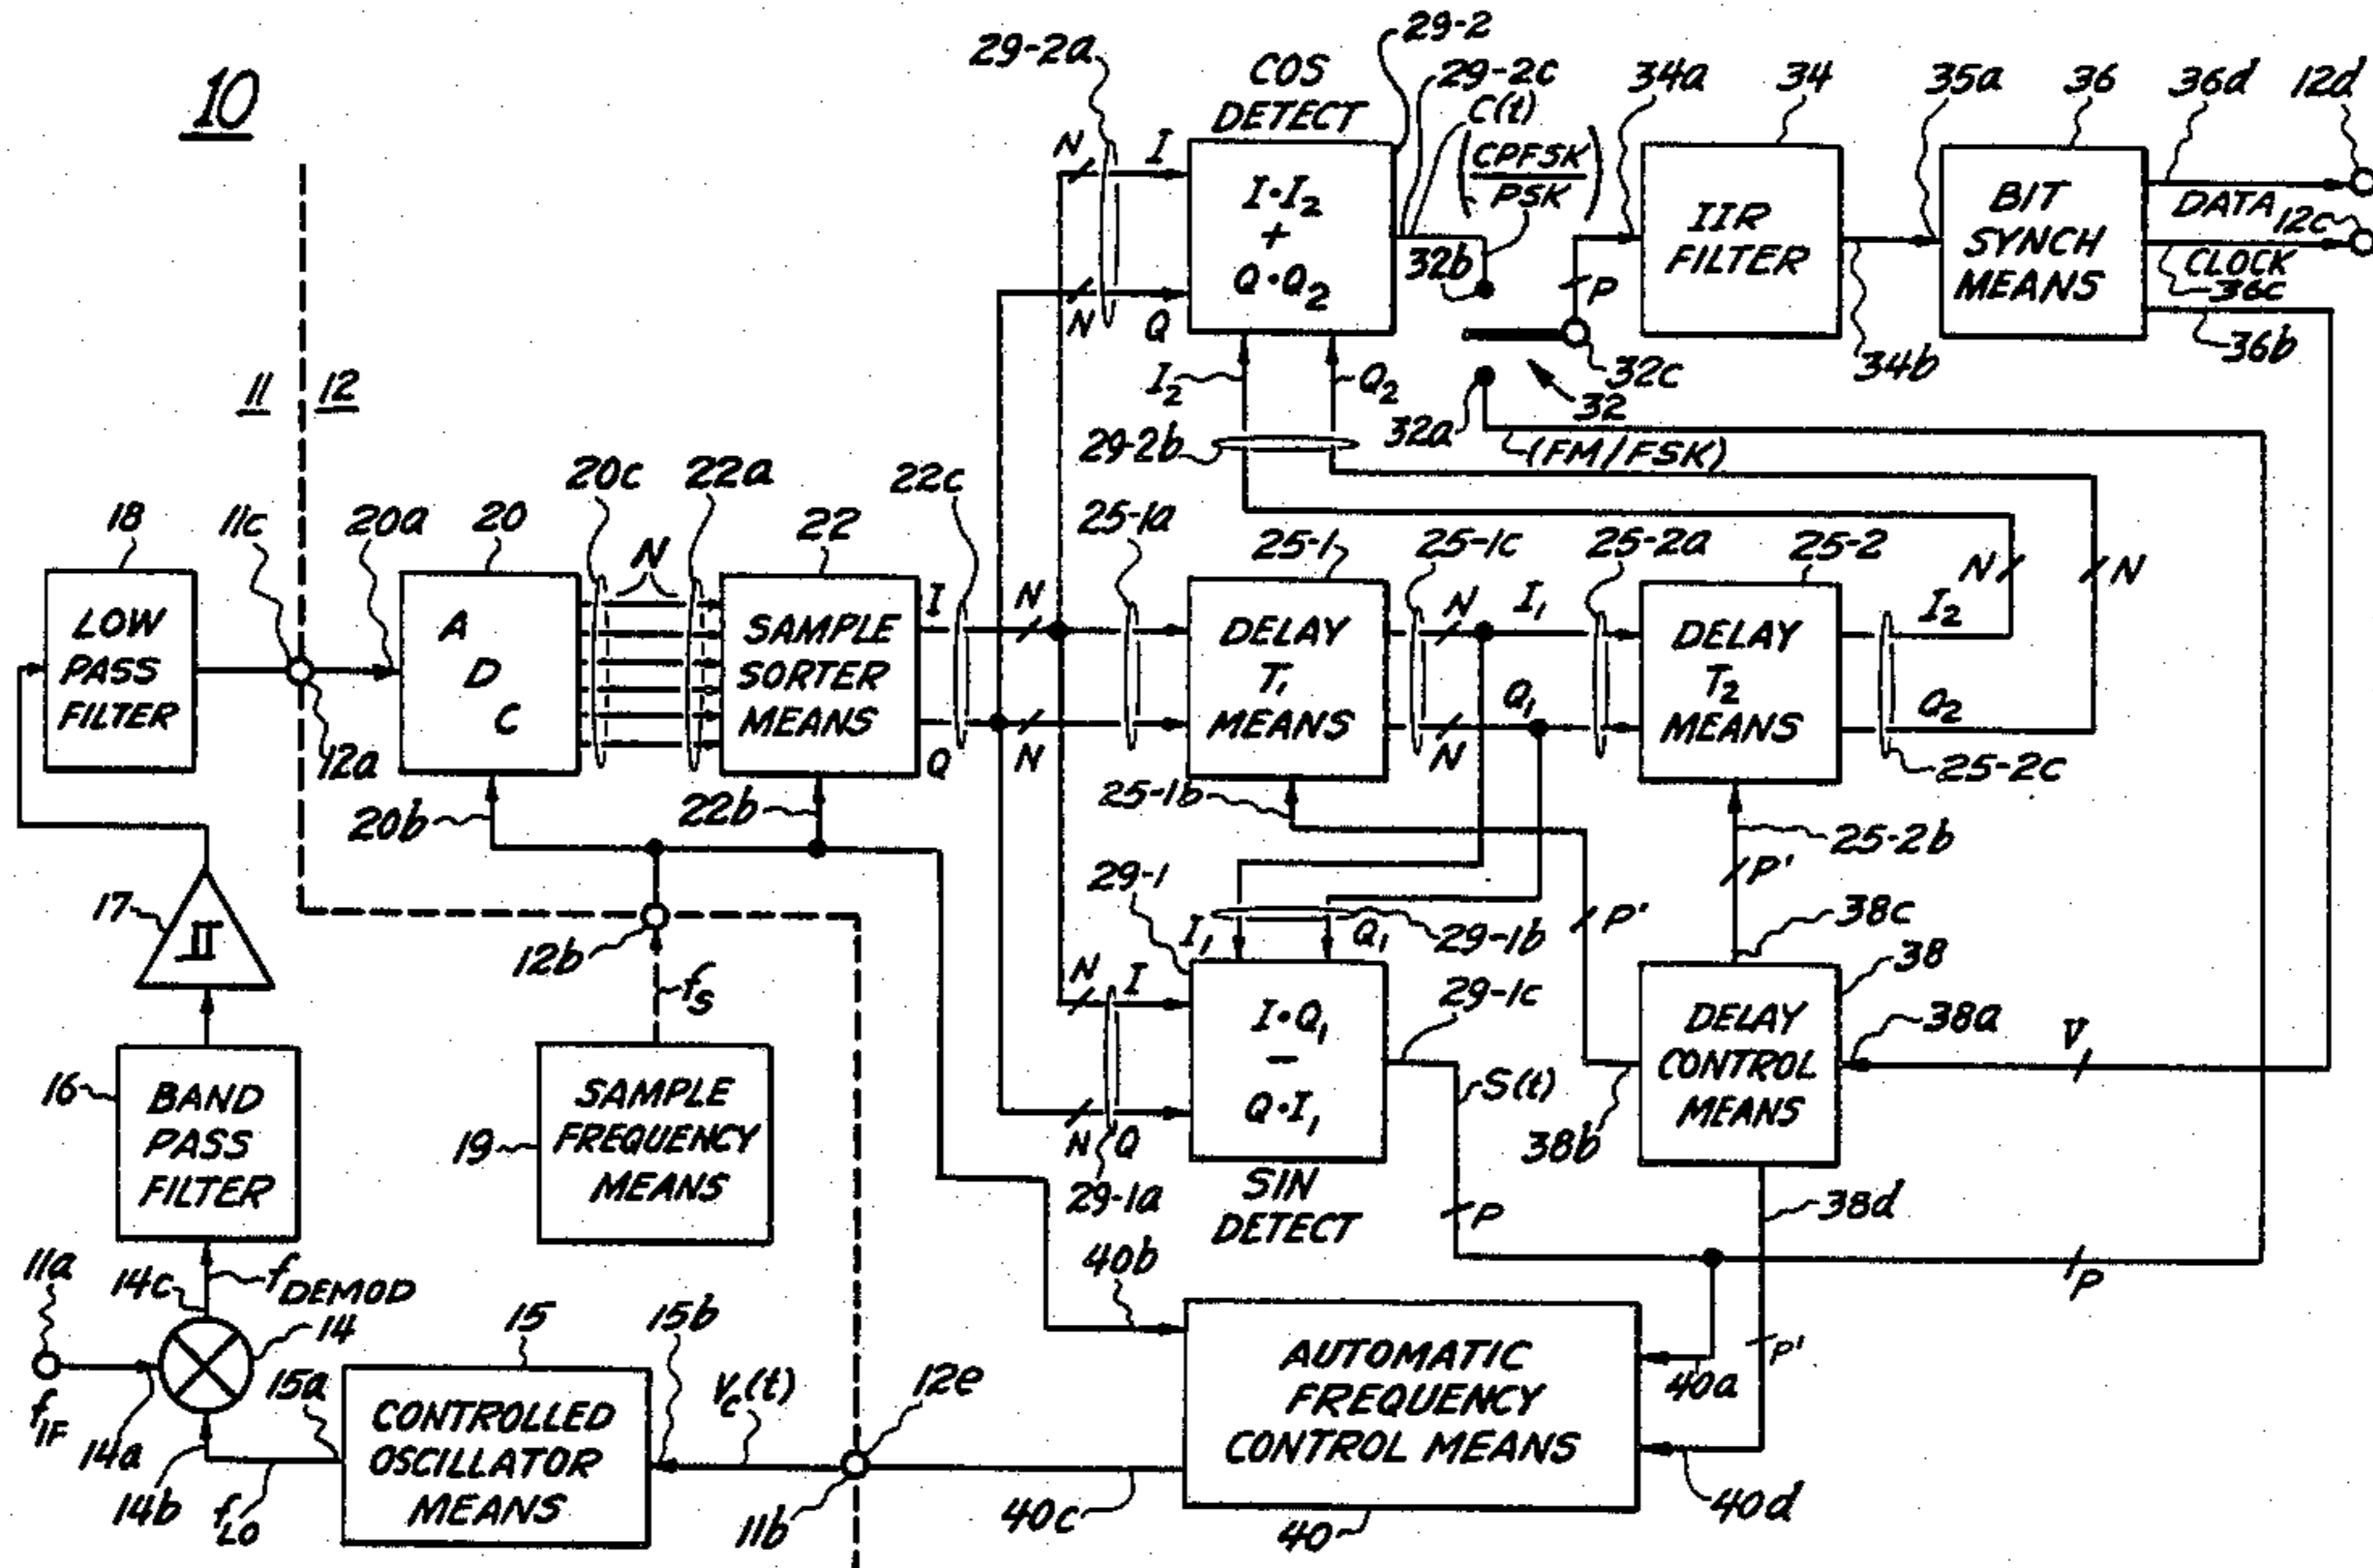 10
11
12
18
LOW
PASS
FILTER
11c
12a
20a
20
A
D
C
20b
20c
N
22a
22
SAMPLE
SORTER
MEANS
22b
22c
I
Q
N
N
17
II
16
BAND
PASS
FILTER
12b
fS
19
SAMPLE
FREQUENCY
MEANS
11a
fIF
14a
14
14b
14c
fDEMOD
fLO
15a
15
CONTROLLED
OSCILLATOR
MEANS
15b
Vc(t)
11b
12e
29-2a
N
I
N
Q
COS
DETECT
29-2
I·I2
+
Q·Q2
29-2c
C(t)
(CPFSK
PSK)
I2
Q2
29-2b
32b
32a
32c
32
(FM/FSK)
P
34a
34
IIR
FILTER
34b
35a
36
BIT
SYNCH
MEANS
36d
12d
DATA
12c
CLOCK
36c
36b
25-1a
25-1
DELAY
T1
MEANS
25-1b
25-1c
N
I1
Q1
N
25-2a
25-2
DELAY
T2
MEANS
I2
Q2
N
N
25-2c
25-2b
P'
38c
29-1
I1
Q1
29-1b
P'
N
I
N
Q
29-1a
I·Q1
−
Q·I1
SIN
DETECT
29-1c
S(t)
P
38
DELAY
CONTROL
MEANS
38a
V
38b
38d
P'
P
40b
AUTOMATIC
FREQUENCY
CONTROL MEANS
40a
40d
40c
40